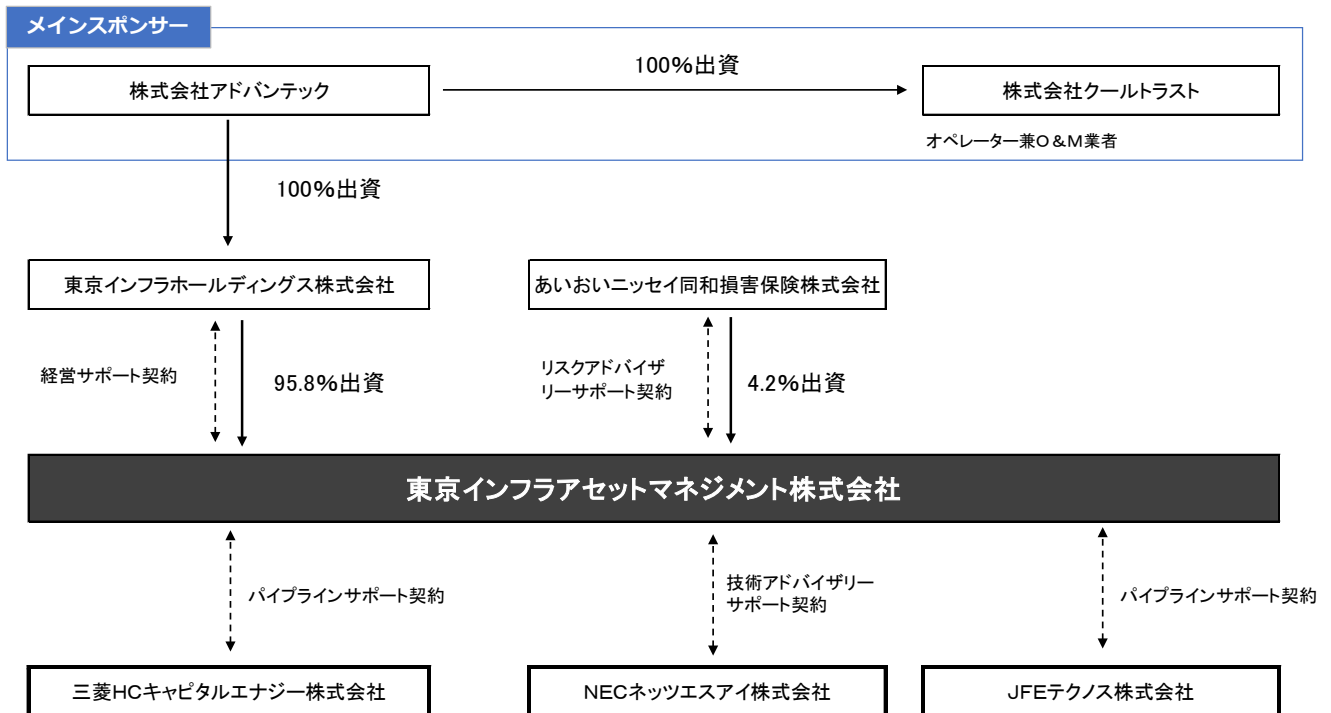 メインスポンサー
株式会社アドバンテック
100%出資
株式会社クールトラスト
オペレーター兼O&M業者
100%出資
東京インフラホールディングス株式会社
あいおいニッセイ同和損害保険株式会社
経営サポート契約
95.8%出資
リスクアドバイザ
リーサポート契約
4.2%出資
東京インフラアセットマネジメント株式会社
パイプラインサポート契約
技術アドバイザリー
サポート契約
パイプラインサポート契約
三菱HCキャピタルエナジー株式会社
NECネッツエスアイ株式会社
JFEテクノス株式会社